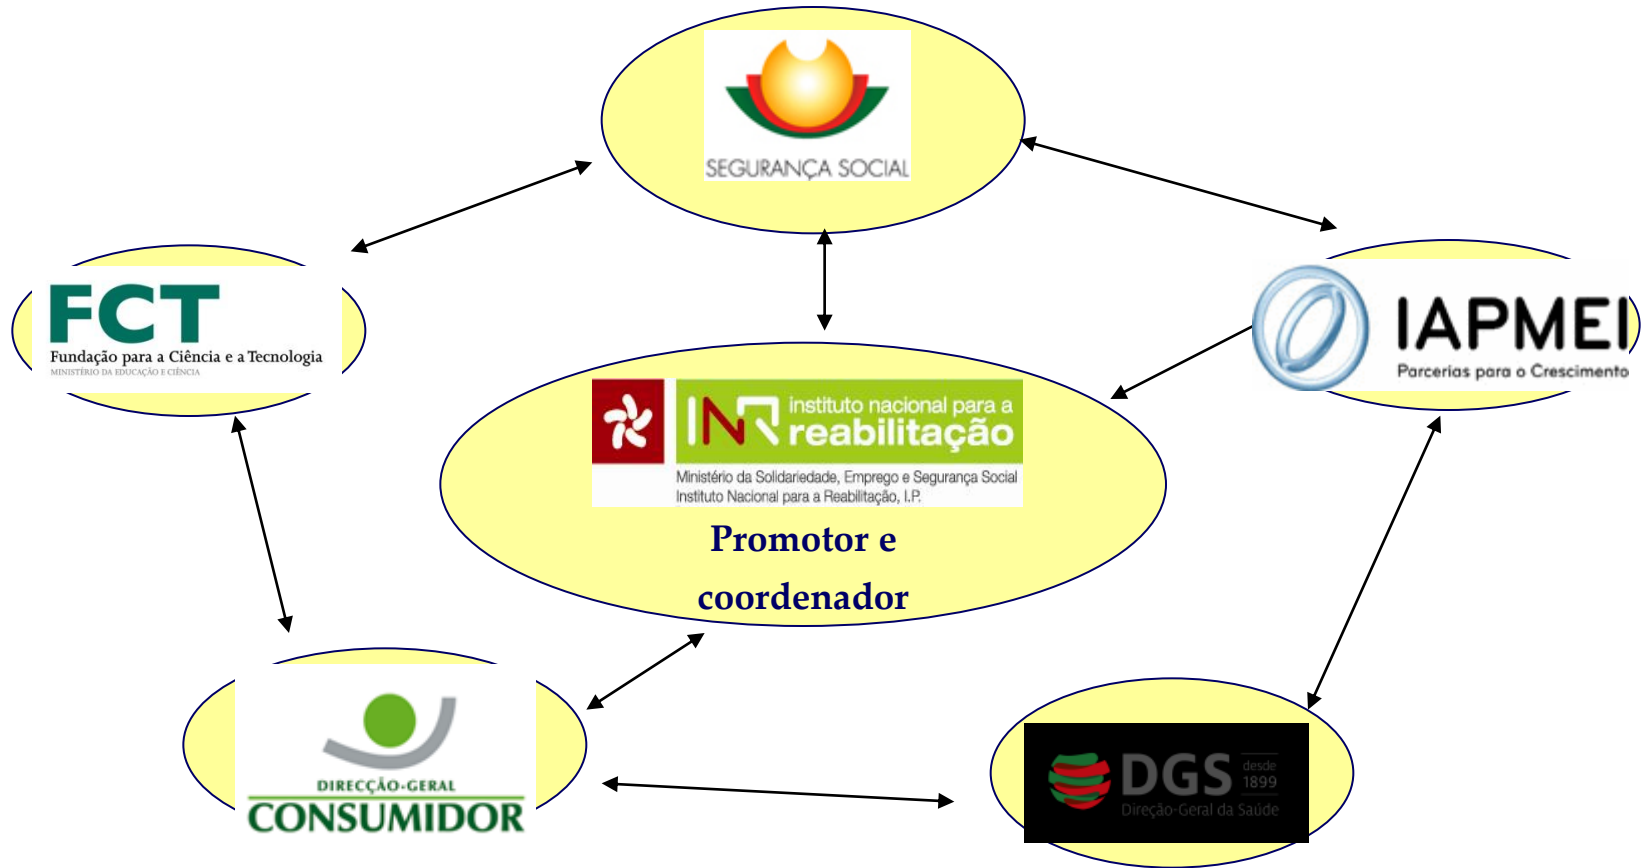 SEGURANÇA SOCIAL
FCT
Fundação para a Ciência e a Tecnologia
MINISTÉRIO DA EDUCAÇÃO E CIÊNCIA
IAPMEI
Parcerias para o Crescimento
INR instituto nacional para a
reabilitação
Ministério da Solidariedade, Emprego e Segurança Social
Instituto Nacional para a Reabilitação, I.P.
Promotor e
coordenador
DIRECÇÃO-GERAL
CONSUMIDOR
DGS desde
1899
Direção-Geral da Saúde